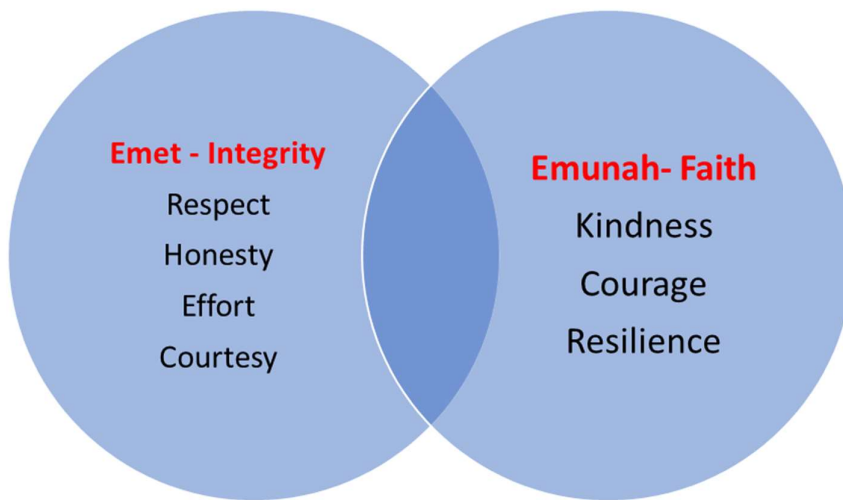 Emet - Integrity
Respect
Honesty
Effort
Courtesy
Emunah- Faith
Kindness
Courage
Resilience